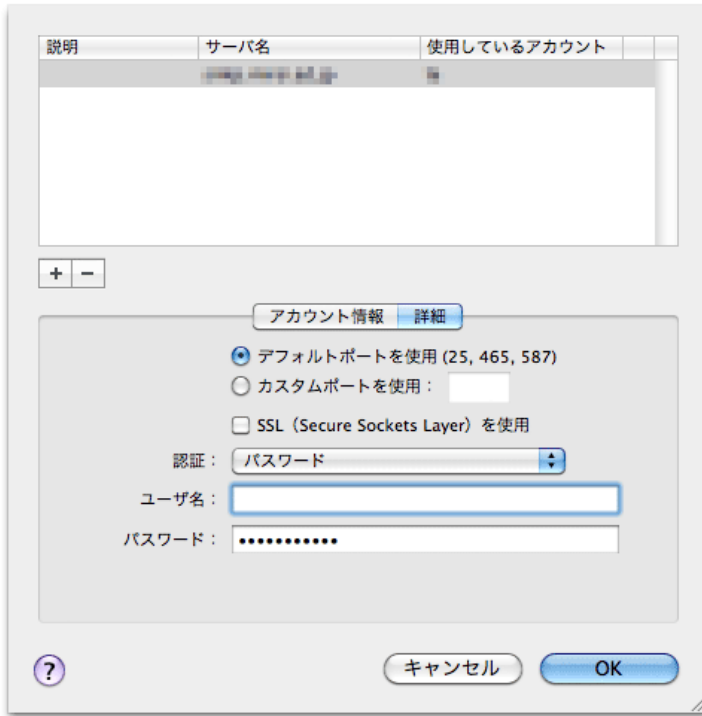 説明 サーバ名 使用しているアカウント
+ −
アカウント情報 詳細
デフォルトポートを使用 (25, 465, 587)
カスタムポートを使用：
SSL（Secure Sockets Layer）を使用
認証： パスワード
ユーザ名：
パスワード： •••••••••••
? キャンセル OK